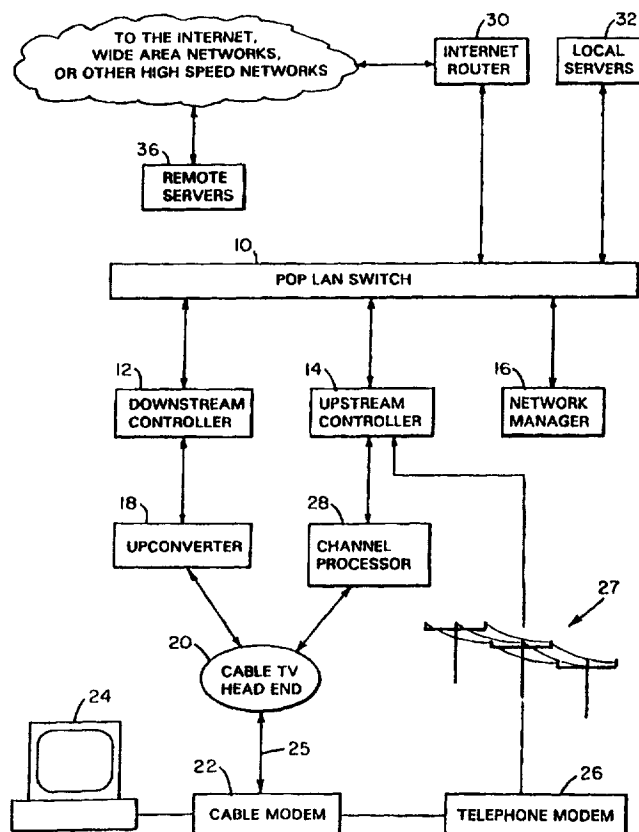 TO THE INTERNET,
WIDE AREA NETWORKS,
OR OTHER HIGH SPEED NETWORKS
30
INTERNET
ROUTER
32
LOCAL
SERVERS
36
REMOTE
SERVERS
10
POP LAN SWITCH
12
DOWNSTREAM
CONTROLLER
14
UPSTREAM
CONTROLLER
16
NETWORK
MANAGER
18
UPCONVERTER
28
CHANNEL
PROCESSOR
27
20
CABLE TV
HEAD END
24
25
22
CABLE MODEM
26
TELEPHONE MODEM